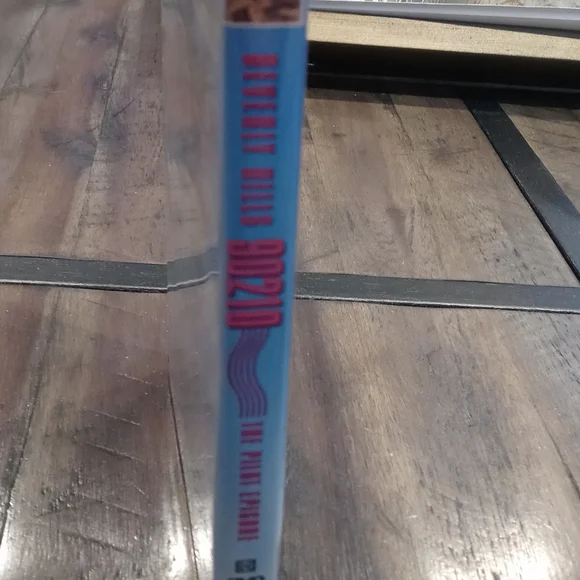 BEVERLY HILLS
90210
THE PILOT EPISODE